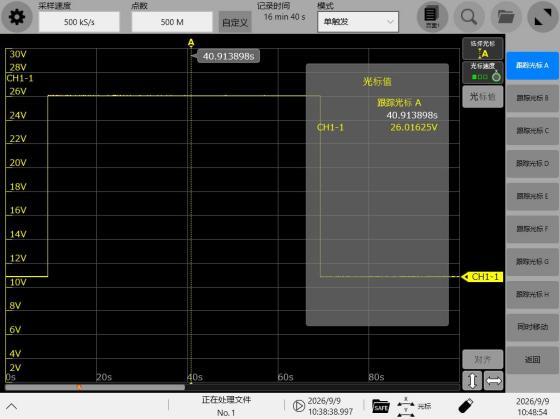 采样速度
点数
记录时间
模式
500 kS/s
500 M
自定义
16 min 40 s
单触发
A
40.913898s
30V
28V
CH1-1
26V
24V
22V
20V
18V
16V
14V
12V
10V
8V
6V
4V
2V
0s
20s
40s
60s
80s
光标值
跟踪光标 A
40.913898s
CH1-1
26.01625V
CH1-1
选择光标
A
光标速度
光标值
对齐
跟踪光标 A
跟踪光标 B
跟踪光标 C
跟踪光标 D
跟踪光标 E
跟踪光标 F
跟踪光标 G
跟踪光标 H
同时移动
返回
正在处理文件
No. 1
2026/9/9
10:38:38.997
SAFE
X
Y
光标
2026/9/9
10:48:54